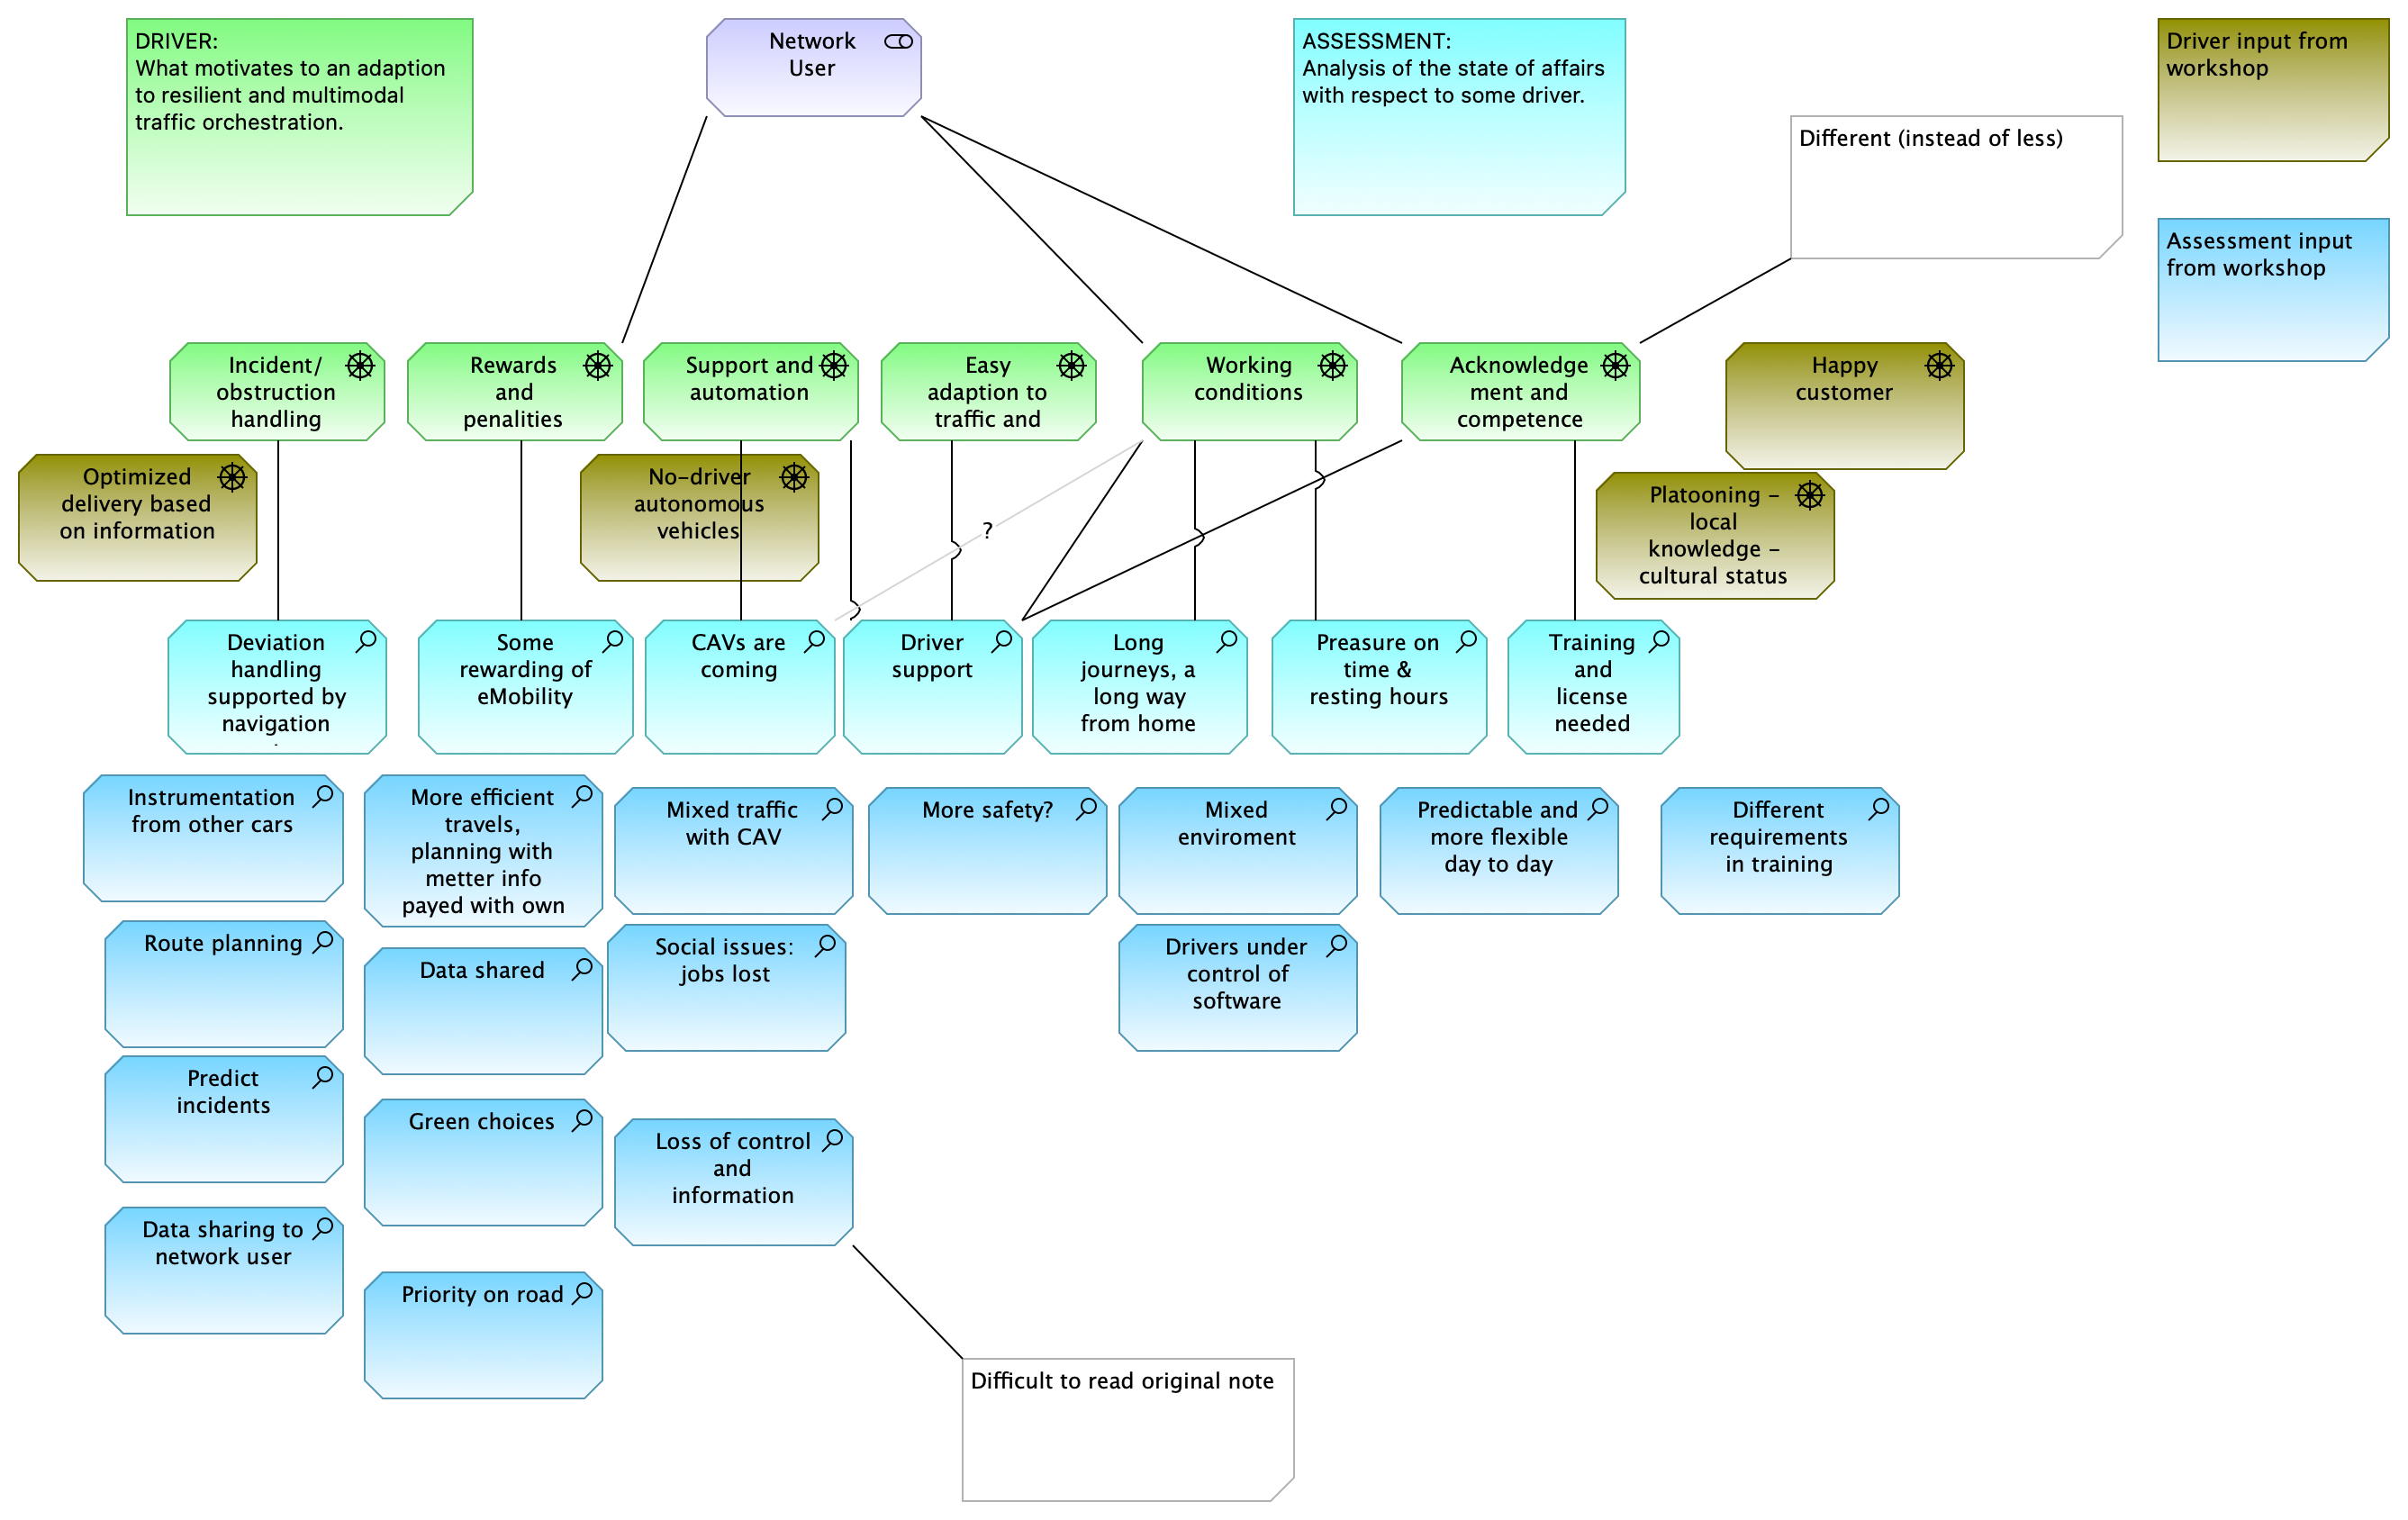 DRIVER:
What motivates to an adaption
to resilient and multimodal
traffic orchestration.
Network
User
ASSESSMENT:
Analysis of the state of affairs
with respect to some driver.
Driver input from
workshop
Different (instead of less)
Assessment input
from workshop
Incident/
obstruction
handling
Rewards
and
penalities
Support and
automation
Easy
adaption to
traffic and
Working
conditions
Acknowledge
ment and
competence
Happy
customer
Optimized
delivery based
on information
No-driver
autonomous
vehicles
?
Platooning -
local
knowledge -
cultural status
Deviation
handling
supported by
navigation
Some
rewarding of
eMobility
CAVs are
coming
Driver
support
Long
journeys, a
long way
from home
Preasure on
time &
resting hours
Training
and
license
needed
Instrumentation
from other cars
More efficient
travels,
planning with
metter info
payed with own
Mixed traffic
with CAV
More safety?
Mixed
enviroment
Predictable and
more flexible
day to day
Different
requirements
in training
Route planning
Data shared
Social issues:
jobs lost
Drivers under
control of
software
Predict
incidents
Green choices
Loss of control
and
information
Data sharing to
network user
Priority on road
Difficult to read original note